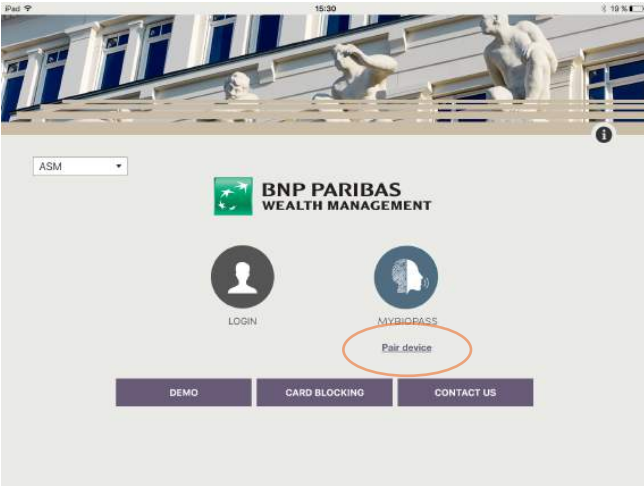 iPad 15:30 19 %
ASM
BNP PARIBAS
WEALTH MANAGEMENT
LOGIN MYBIOPASS
Pair device
DEMO CARD BLOCKING CONTACT US